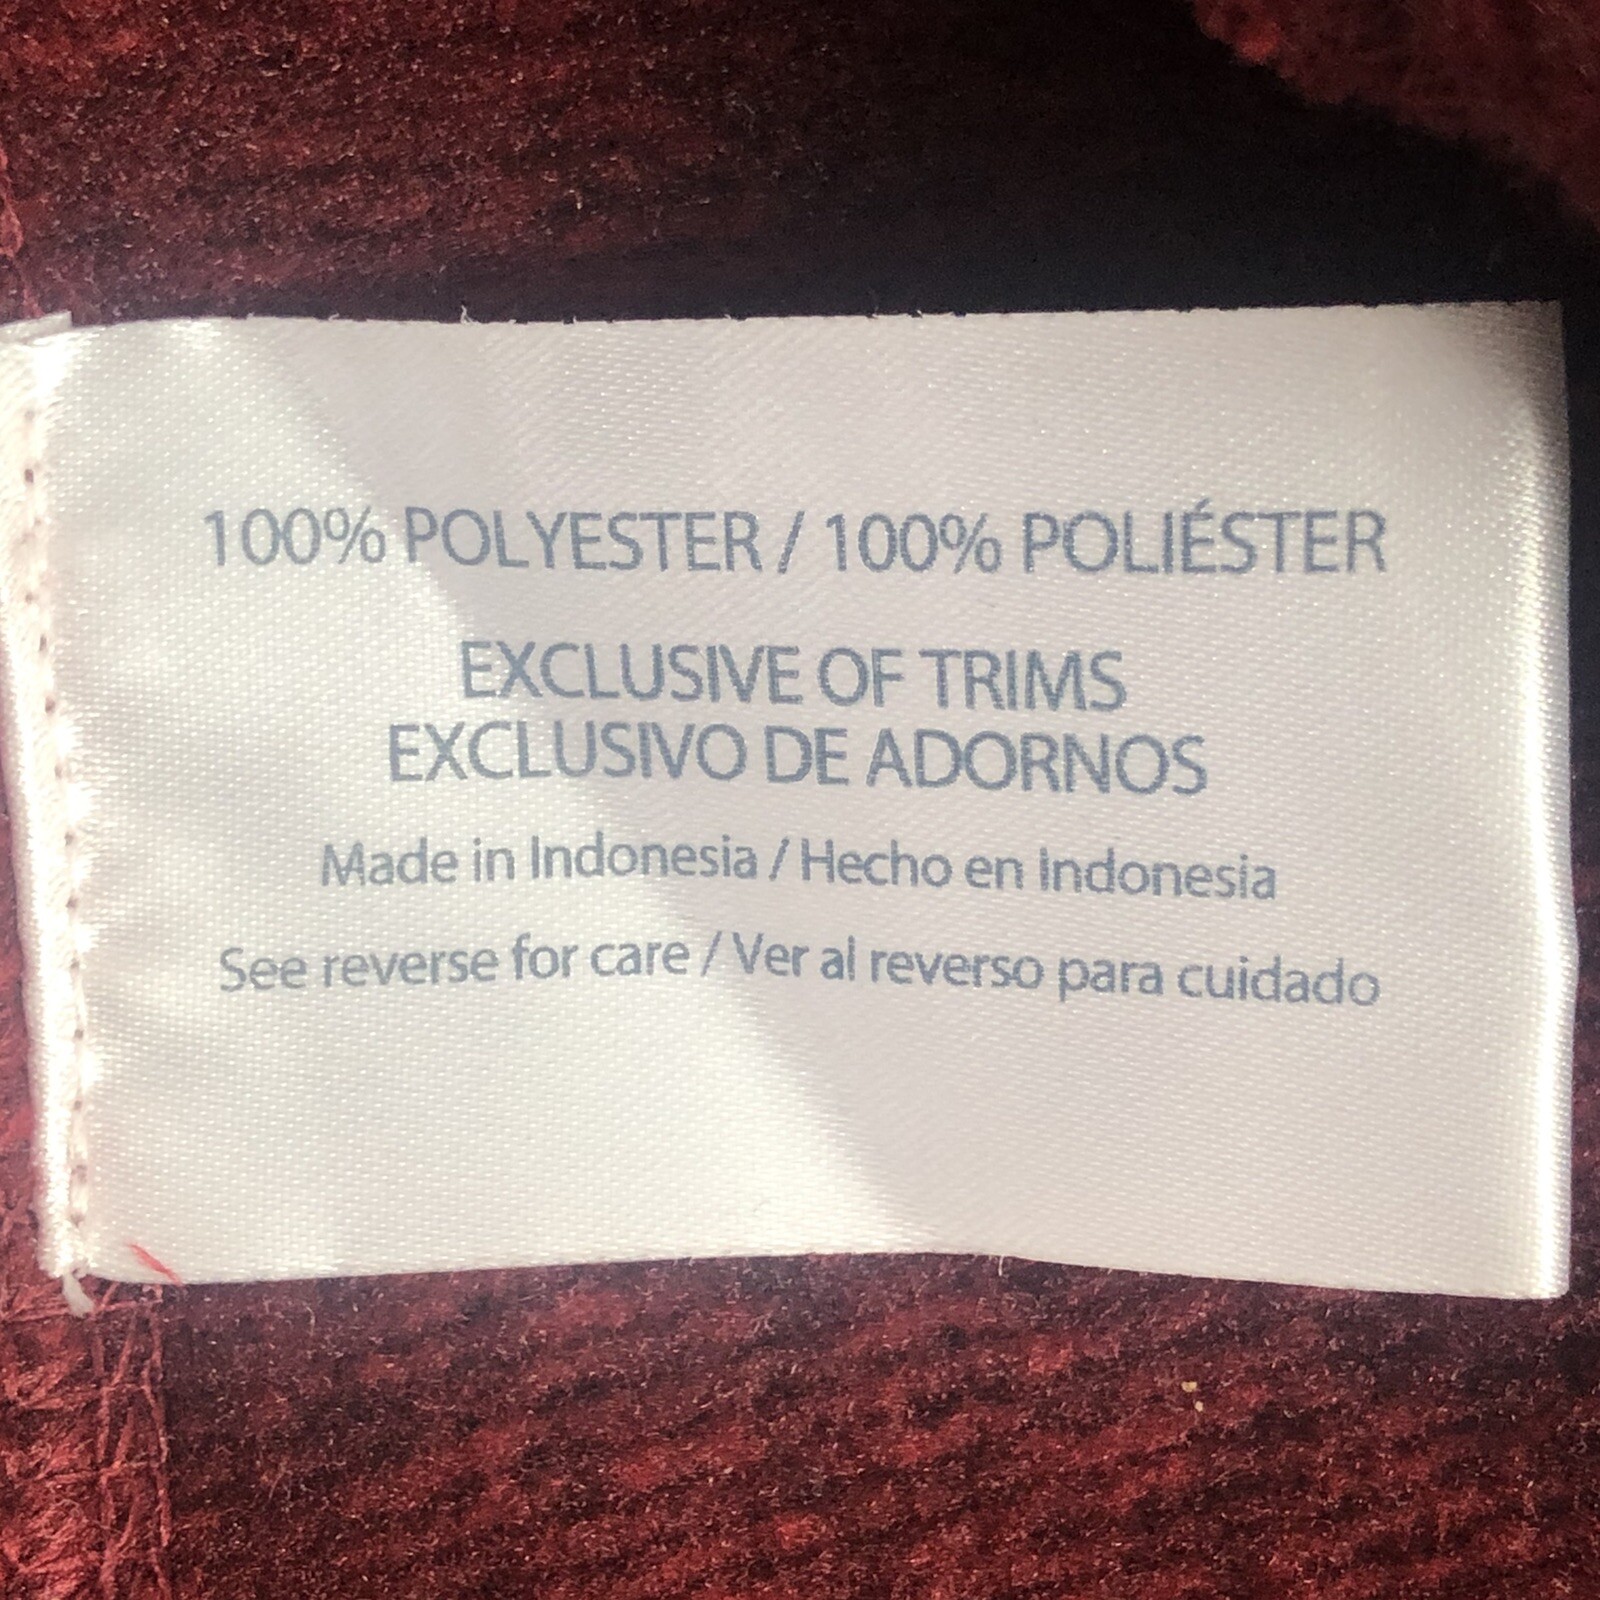 100% POLYESTER / 100% POLIÉSTER
EXCLUSIVE OF TRIMS
EXCLUSIVO DE ADORNOS
Made in Indonesia / Hecho en Indonesia
See reverse for care / Ver al reverso para cuidado